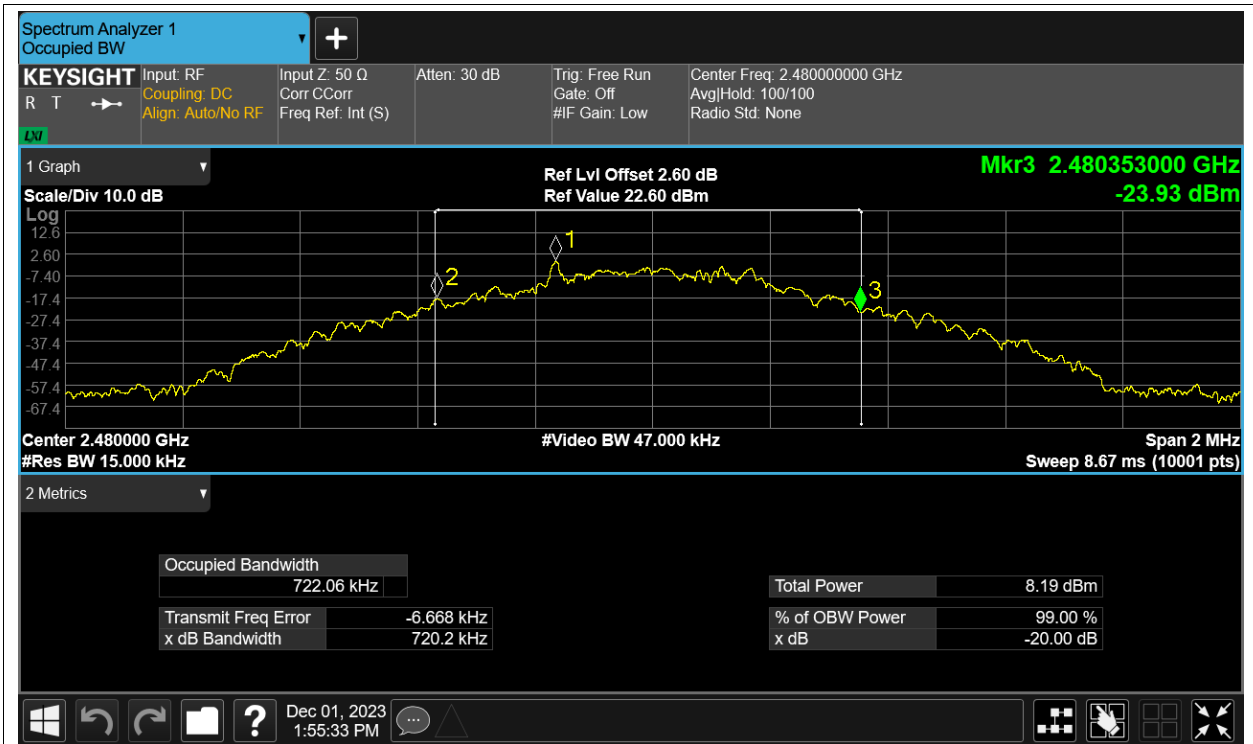 Spectrum Analyzer 1
Occupied BW
KEYSIGHT
R T
LXI
Input: RF
Coupling: DC
Align: Auto/No RF
Input Z: 50 Ω
Corr CCorr
Freq Ref: Int (S)
Atten: 30 dB
Trig: Free Run
Gate: Off
#IF Gain: Low
Center Freq: 2.480000000 GHz
Avg|Hold: 100/100
Radio Std: None
1 Graph
Scale/Div 10.0 dB
Ref Lvl Offset 2.60 dB
Ref Value 22.60 dBm
Mkr3 2.480353000 GHz
-23.93 dBm
Log
12.6
2.60
-7.40
-17.4
-27.4
-37.4
-47.4
-57.4
-67.4
1
2
3
Center 2.480000 GHz
#Video BW 47.000 kHz
Span 2 MHz
#Res BW 15.000 kHz
Sweep 8.67 ms (10001 pts)
2 Metrics
Occupied Bandwidth
722.06 kHz
Total Power 8.19 dBm
Transmit Freq Error -6.668 kHz
% of OBW Power 99.00 %
x dB Bandwidth 720.2 kHz
x dB -20.00 dB
?
Dec 01, 2023
1:55:33 PM